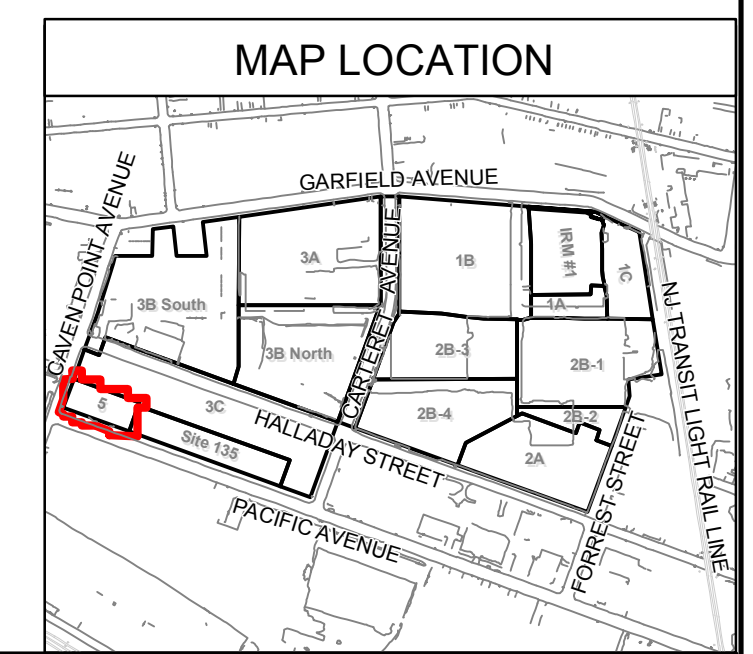 MAP LOCATION
GARFIELD AVENUE
CAVEN POINT AVENUE
CARTERET AVENUE
3A
1B
IRM #1
1C
1A
3B South
3B North
2B-3
2B-1
NJ TRANSIT LIGHT RAIL LINE
5
3C
HALLADAY STREET
2B-4
2B-2
Site 135
2A
FORREST STREET
PACIFIC AVENUE